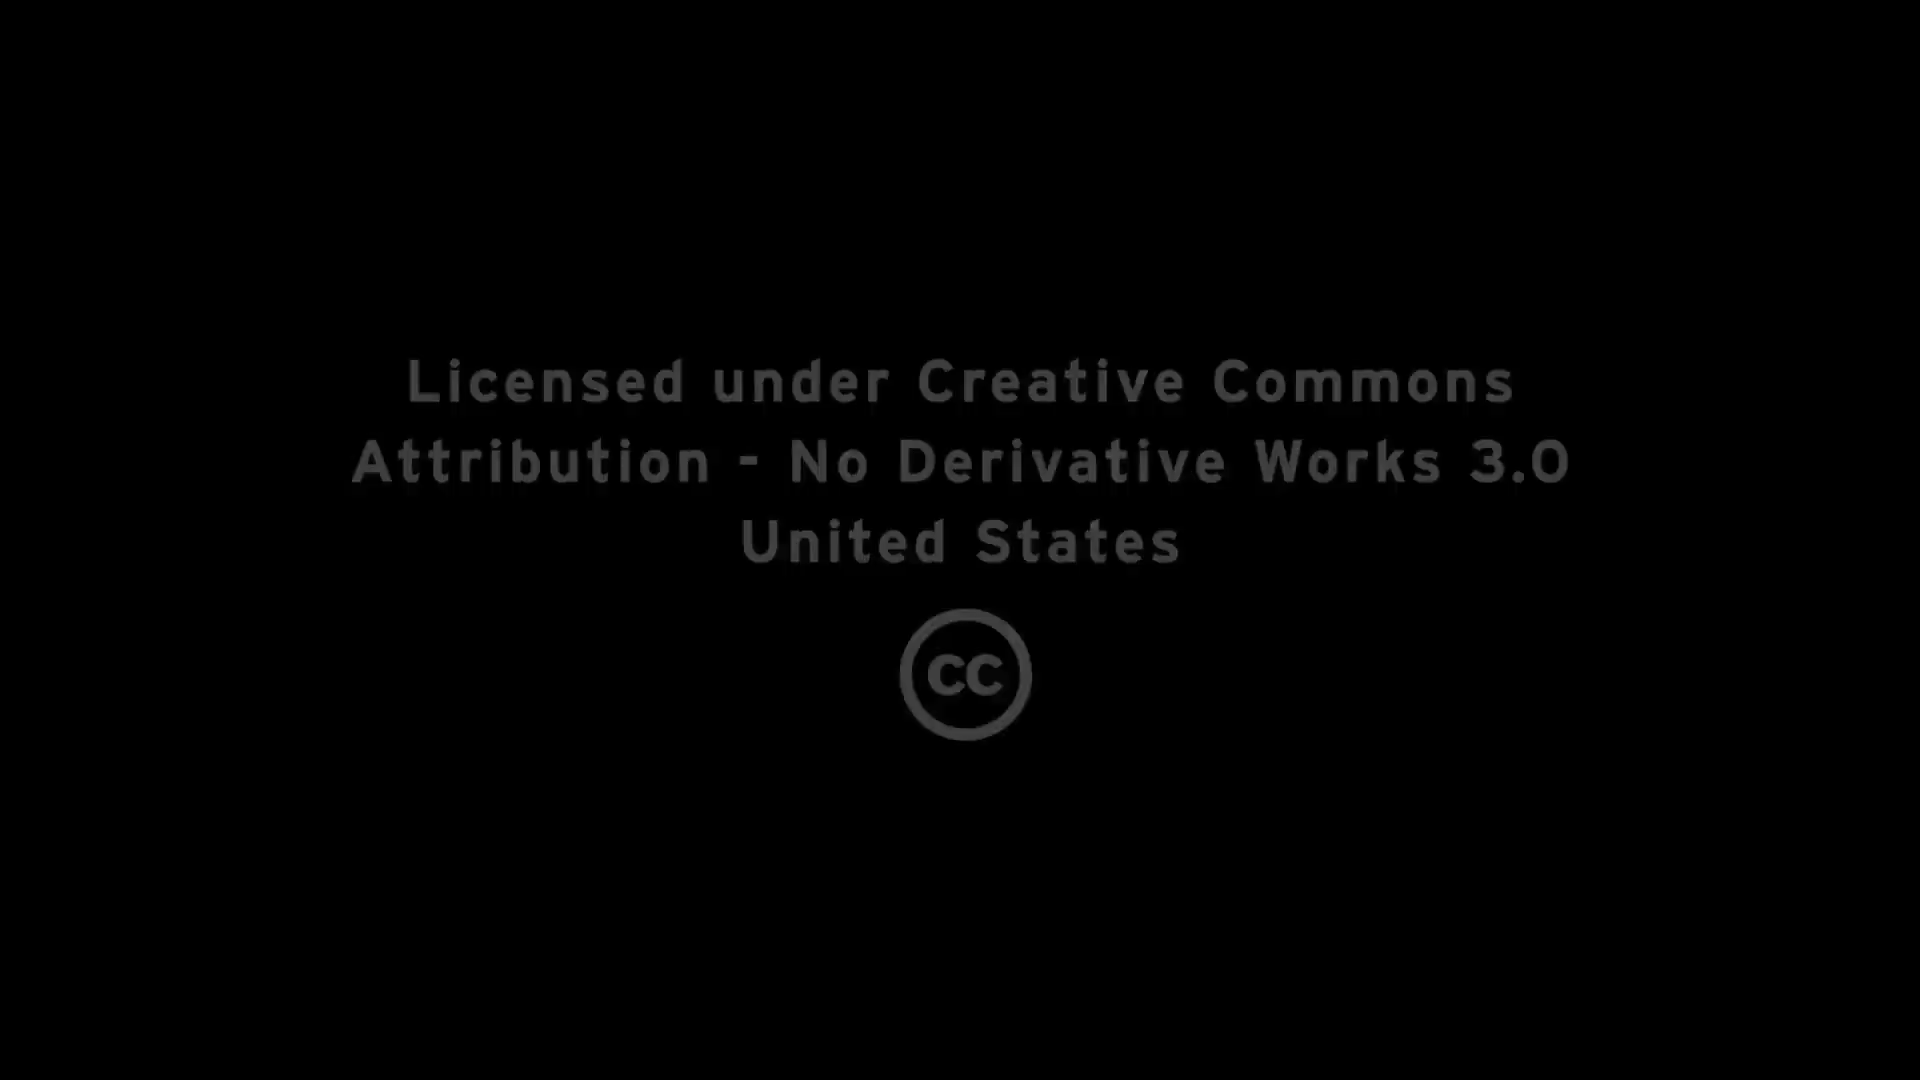 Licensed under Creative Commons
Attribution - No Derivative Works 3.0
United States
cc